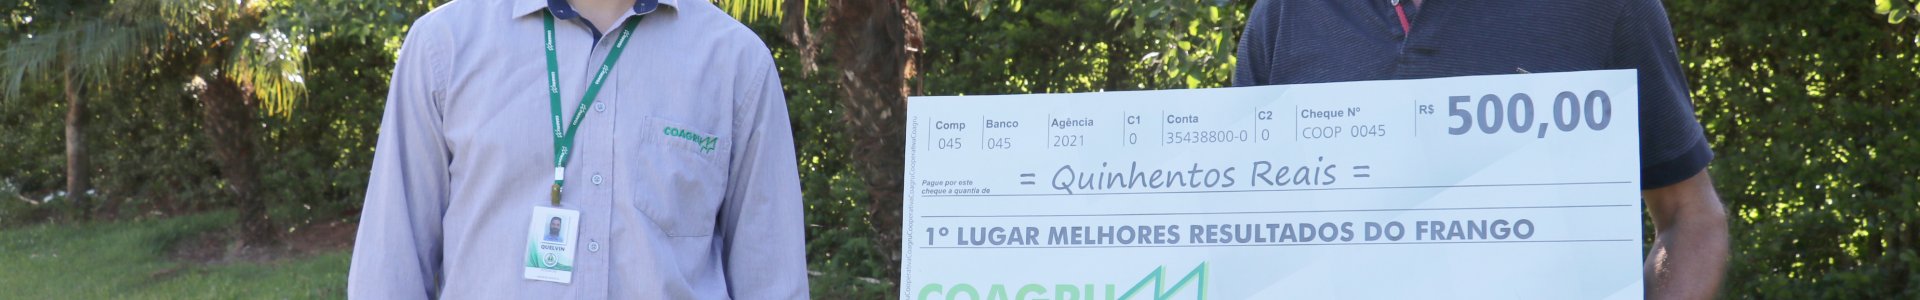 COAGRU
QUELVIN
Comp Banco Agência C1 Conta C2 Cheque Nº R$ 500,00
045 045 2021 0 35438800-0 0 COOP 0045
Pague por este
cheque a quantia de = Quinhentos Reais =
1º LUGAR MELHORES RESULTADOS DO FRANGO
COAGRU